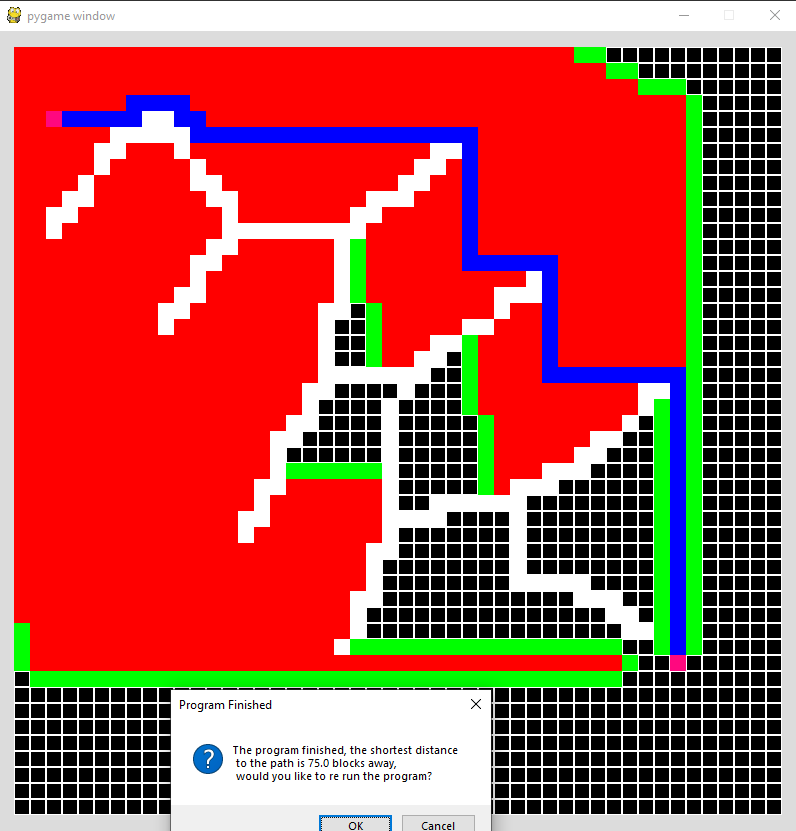 pygame window
Program Finished
The program finished, the shortest distance
to the path is 75.0 blocks away,
would you like to re run the program?
OK
Cancel